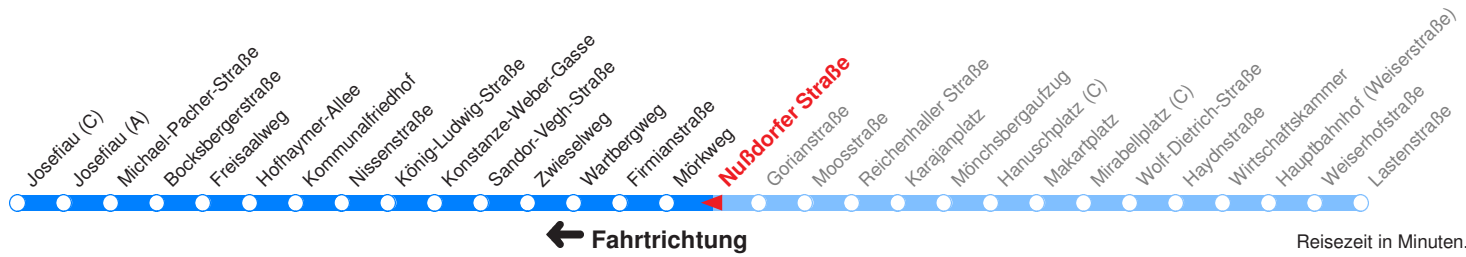 Josefiau (C)
Josefiau (A)
Michael-Pacher-Straße
Bocksbergerstraße
Freisaalweg
Hofhaymer-Allee
Kommunalfriedhof
Nissenstraße
König-Ludwig-Straße
Konstanze-Weber-Gasse
Sandor-Vegh-Straße
Zwieselweg
Wartbergweg
Firmianstraße
Mörkweg
Nußdorfer Straße
Gorianstraße
Moosstraße
Reichenhaller Straße
Karajanplatz
Mönchsbergaufzug
Hanuschplatz (C)
Makartplatz
Mirabellplatz (C)
Wolf-Dietrich-Straße
Haydnstraße
Wirtschaftskammer
Hauptbahnhof (Weiserstraße)
Weiserhofstraße
Lastenstraße
Fahrtrichtung
Reisezeit in Minuten.